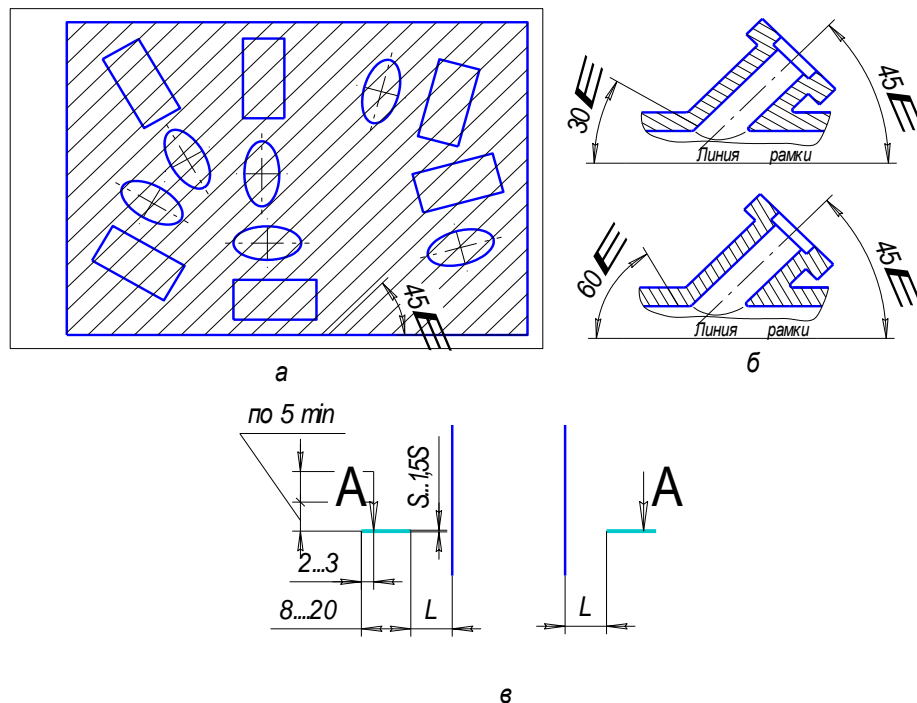 45
а
30
45
Линия рамки
60
45
Линия рамки
б
по 5 min
А
S...1,5S
2...3
8....20
L
А
L
в